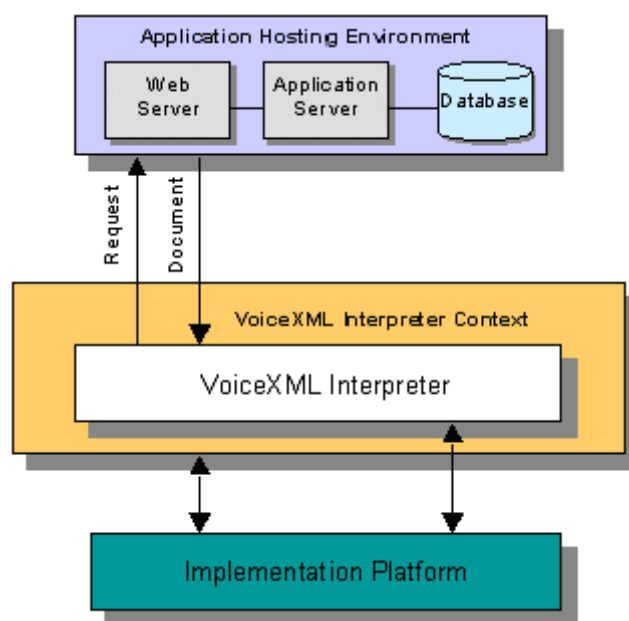 Application Hosting Environment
Web
Server
Application
Server
Database
Request
Document
VoiceXML Interpreter Context
VoiceXML Interpreter
Implementation Platform